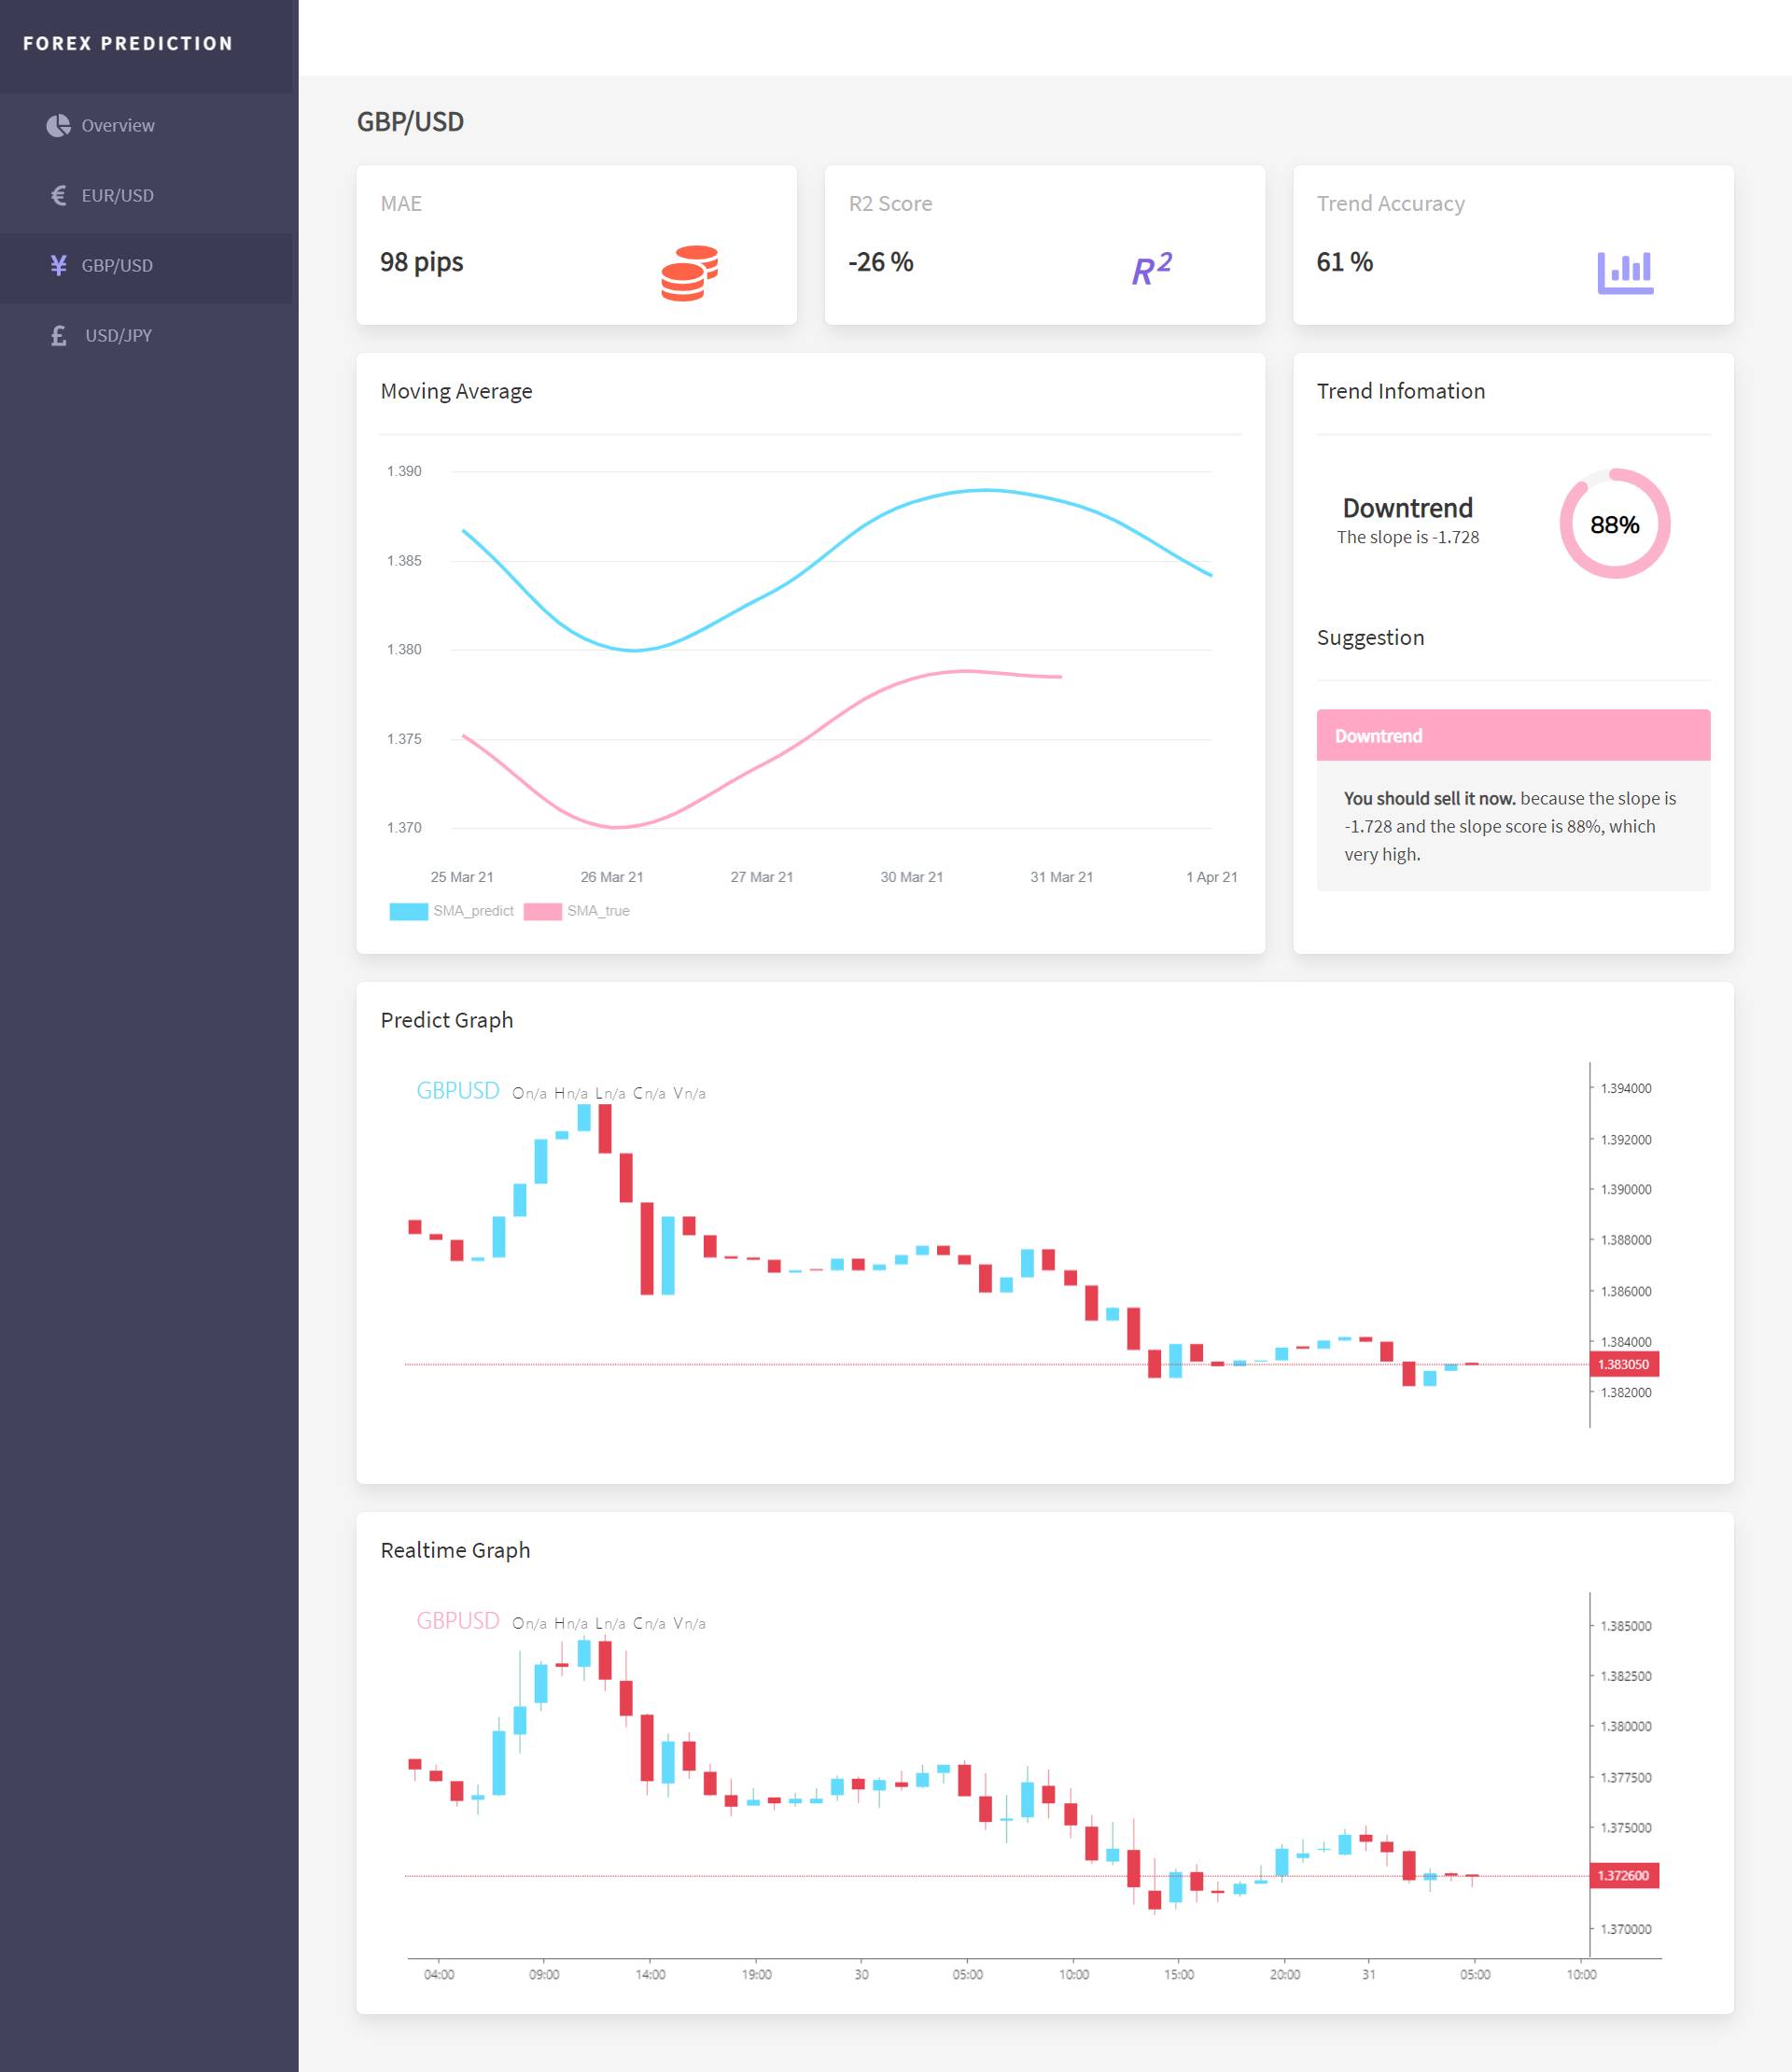 FOREX PREDICTION
Overview
€ EUR/USD
¥ GBP/USD
£ USD/JPY
GBP/USD
MAE
98 pips
R2 Score
-26 %
R²
Trend Accuracy
61 %
Moving Average
1.390
1.385
1.380
1.375
1.370
25 Mar 21 26 Mar 21 27 Mar 21 30 Mar 21 31 Mar 21 1 Apr 21
SMA_predict SMA_true
Trend Infomation
Downtrend
The slope is -1.728
88%
Suggestion
Downtrend
You should sell it now. because the slope is
-1.728 and the slope score is 88%, which
very high.
Predict Graph
GBPUSD On/a Hn/a Ln/a Cn/a Vn/a
1.394000
1.392000
1.390000
1.388000
1.386000
1.384000
1.383050
1.382000
Realtime Graph
GBPUSD On/a Hn/a Ln/a Cn/a Vn/a
1.385000
1.382500
1.380000
1.377500
1.375000
1.372600
1.370000
04:00 09:00 14:00 19:00 30 05:00 10:00 15:00 20:00 31 05:00 10:00